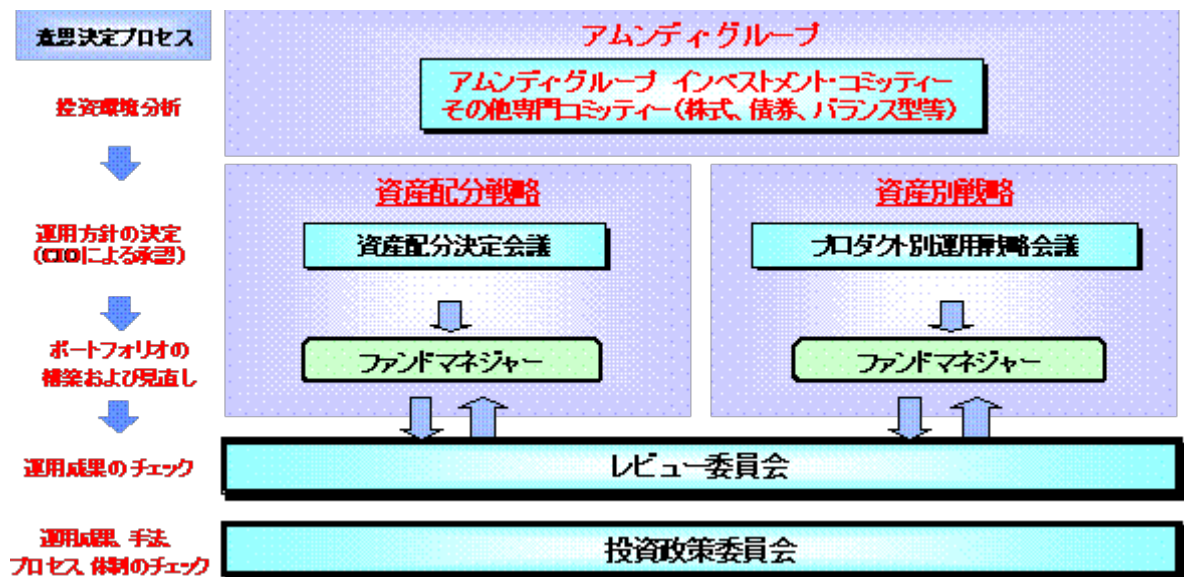 意思決定プロセス
アムンディ・グループ
アムンディ・グループ インベストメント・コミッティー
その他専門コミッティー(株式、債券、バランス型等)
投資環境分析
資産配分戦略
資産別戦略
運用方針の決定
(CIOによる承認)
資産配分決定会議
プロダクト別運用戦略会議
ポートフォリオの
構築および見直し
ファンドマネジャー
ファンドマネジャー
運用成果のチェック
レビュー委員会
運用成果、手法、
プロセス、体制のチェック
投資政策委員会